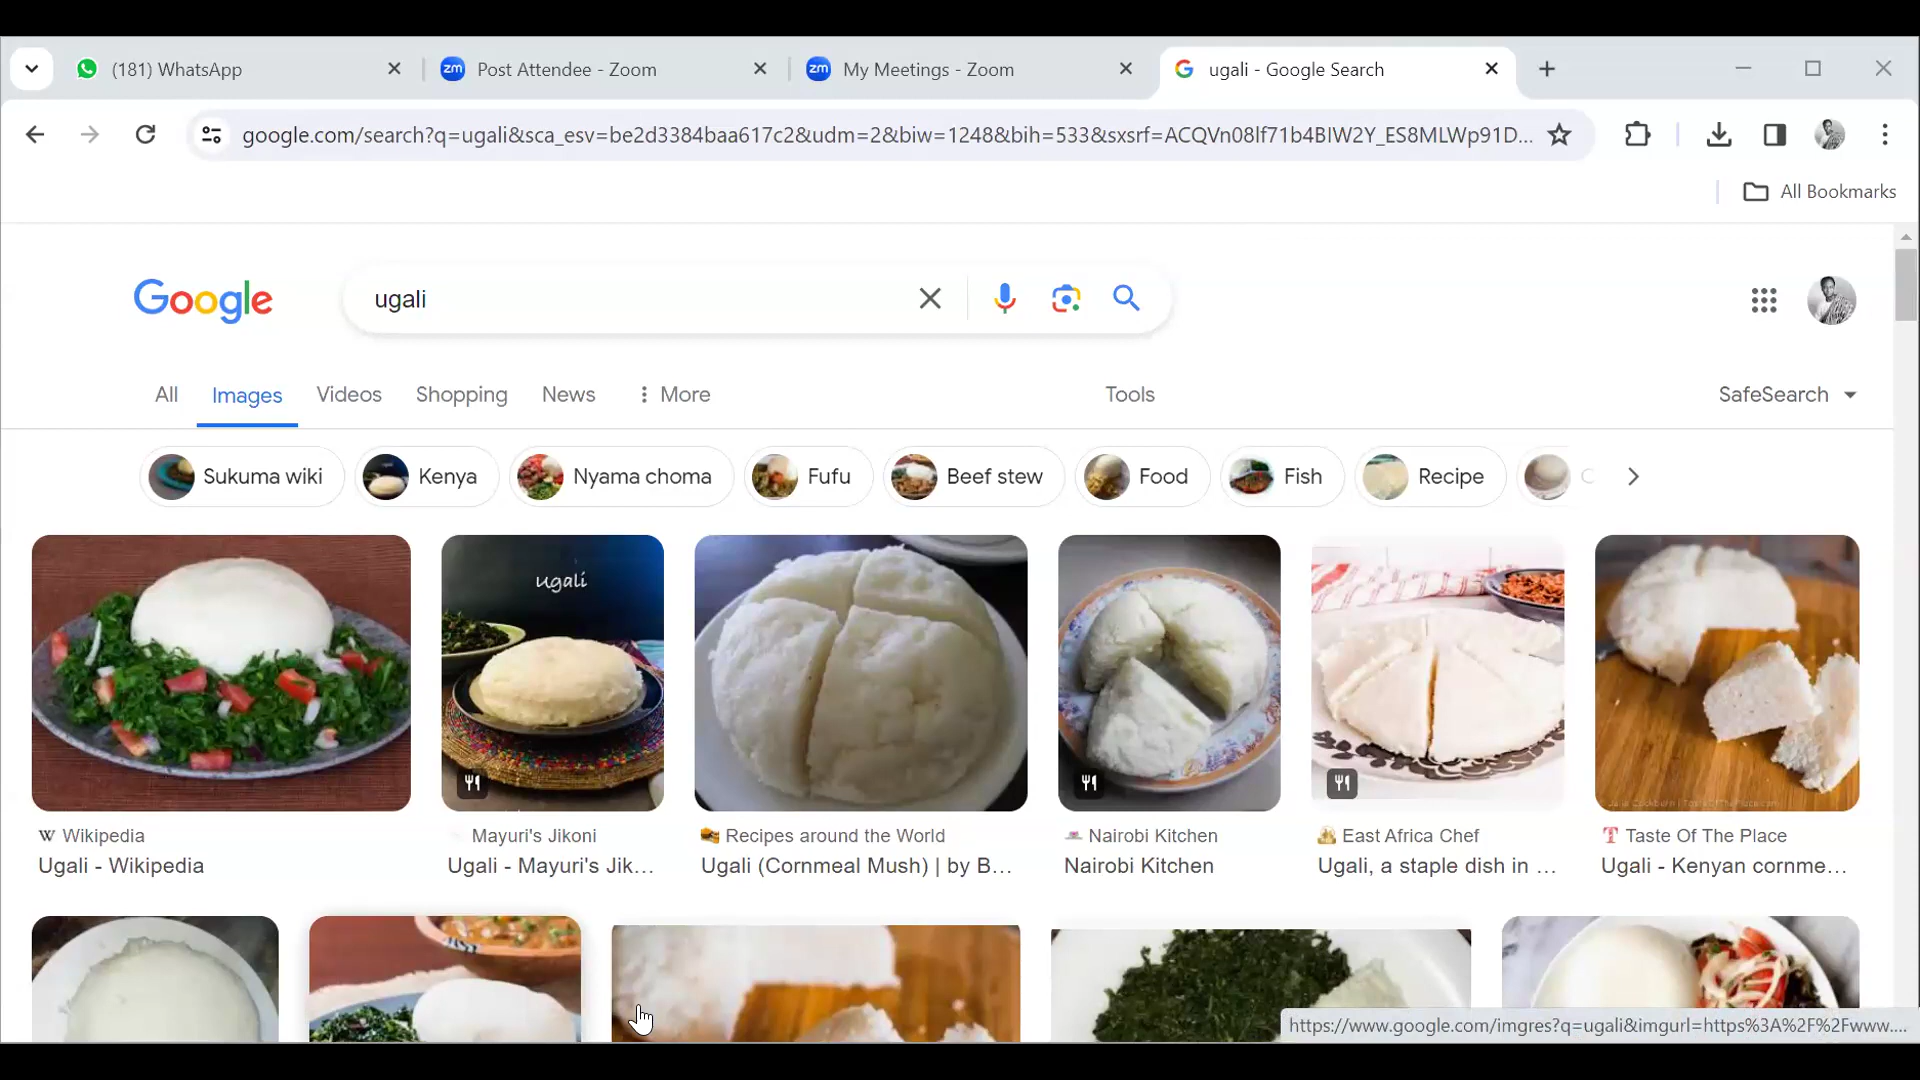 (181) WhatsApp
Post Attendee - Zoom
My Meetings - Zoom
ugali - Google Search
google.com/search?q=ugali&sca_esv=be2d3384baa617c2&udm=2&biw=1248&bih=533&sxsrf=ACQVn08lf71b4BIW2Y_ES8MLWp91D...
All Bookmarks
Google
ugali
All
Images
Videos
Shopping
News
More
Tools
SafeSearch
Sukuma wiki
Kenya
Nyama choma
Fufu
Beef stew
Food
Fish
Recipe
ugali
Wikipedia
Ugali - Wikipedia
Mayuri's Jikoni
Ugali - Mayuri's Jik...
Recipes around the World
Ugali (Cornmeal Mush) | by B...
Nairobi Kitchen
Nairobi Kitchen
East Africa Chef
Ugali, a staple dish in ...
Taste Of The Place
Ugali - Kenyan cornme...
https://www.google.com/imgres?q=ugali&imgurl=https%3A%2F%2Fwww....